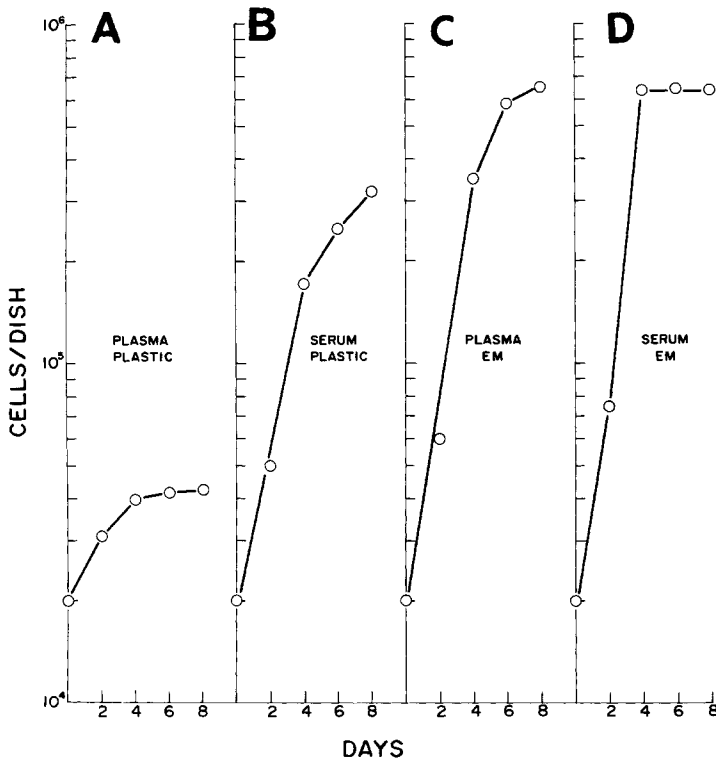 A B C D
10⁶
10⁵
10⁴
CELLS/DISH
PLASMA
PLASTIC
SERUM
PLASTIC
PLASMA
EM
SERUM
EM
2 4 6 8 2 4 6 8 2 4 6 8 2 4 6 8
DAYS